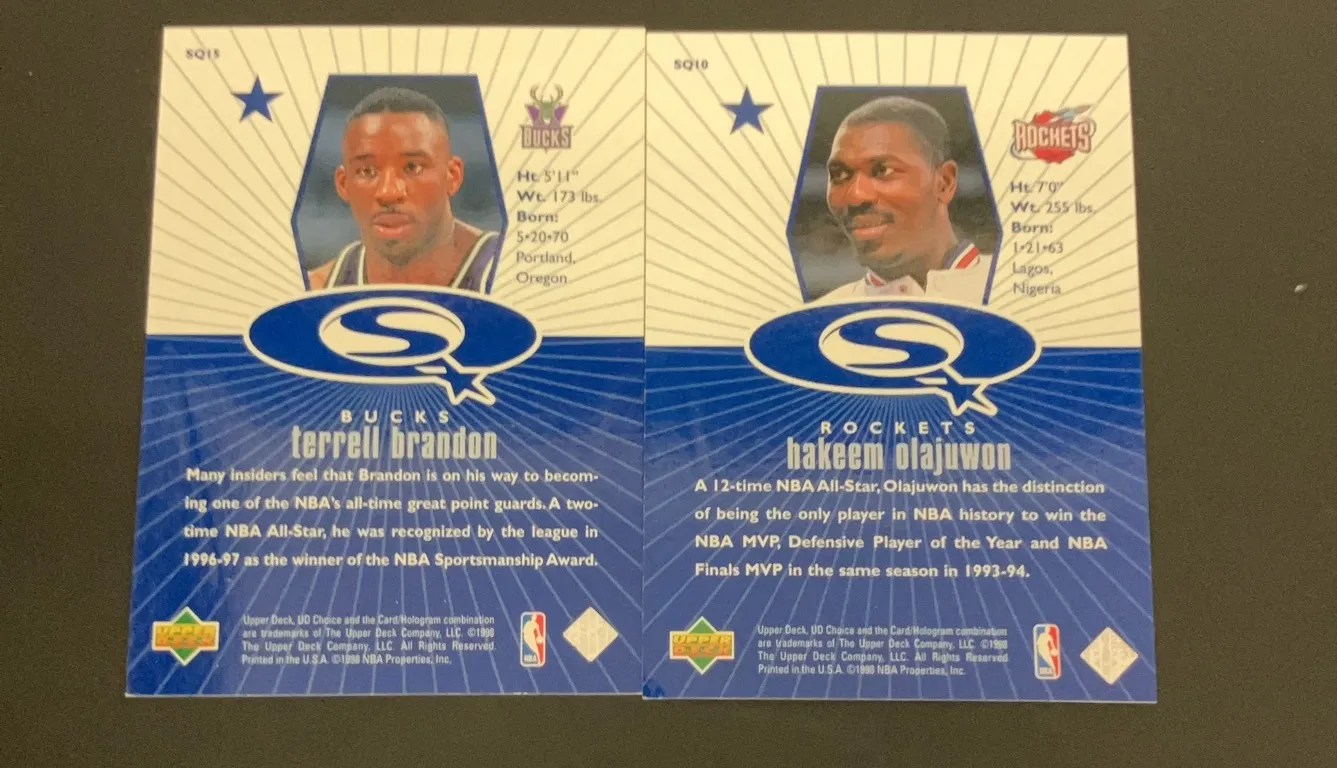 SQ15
BUCKS
Ht. 5'11"
Wt. 173 lbs.
Born:
5•20•70
Portland,
Oregon
SQ
BUCKS
terrell brandon
Many insiders feel that Brandon is on his way to becom-
ing one of the NBA's all-time great point guards. A two-
time NBA All-Star, he was recognized by the league in
1996-97 as the winner of the NBA Sportsmanship Award.
UPPER
DECK
Upper Deck, UD Choice and the Card/Hologram combination
are trademarks of The Upper Deck Company, LLC. ©1998
The Upper Deck Company, LLC. All Rights Reserved.
Printed in the U.S.A. ©1998 NBA Properties, Inc.
NBA
SQ10
ROCKETS
Ht. 7'0"
Wt. 255 lbs.
Born:
1•21•63
Lagos,
Nigeria
SQ
ROCKETS
hakeem olajuwon
A 12-time NBA All-Star, Olajuwon has the distinction
of being the only player in NBA history to win the
NBA MVP, Defensive Player of the Year and NBA
Finals MVP in the same season in 1993-94.
UPPER
DECK
Upper Deck, UD Choice and the Card/Hologram combination
are trademarks of The Upper Deck Company, LLC. ©1998
The Upper Deck Company, LLC. All Rights Reserved
Printed in the U.S.A. ©1998 NBA Properties, Inc.
NBA